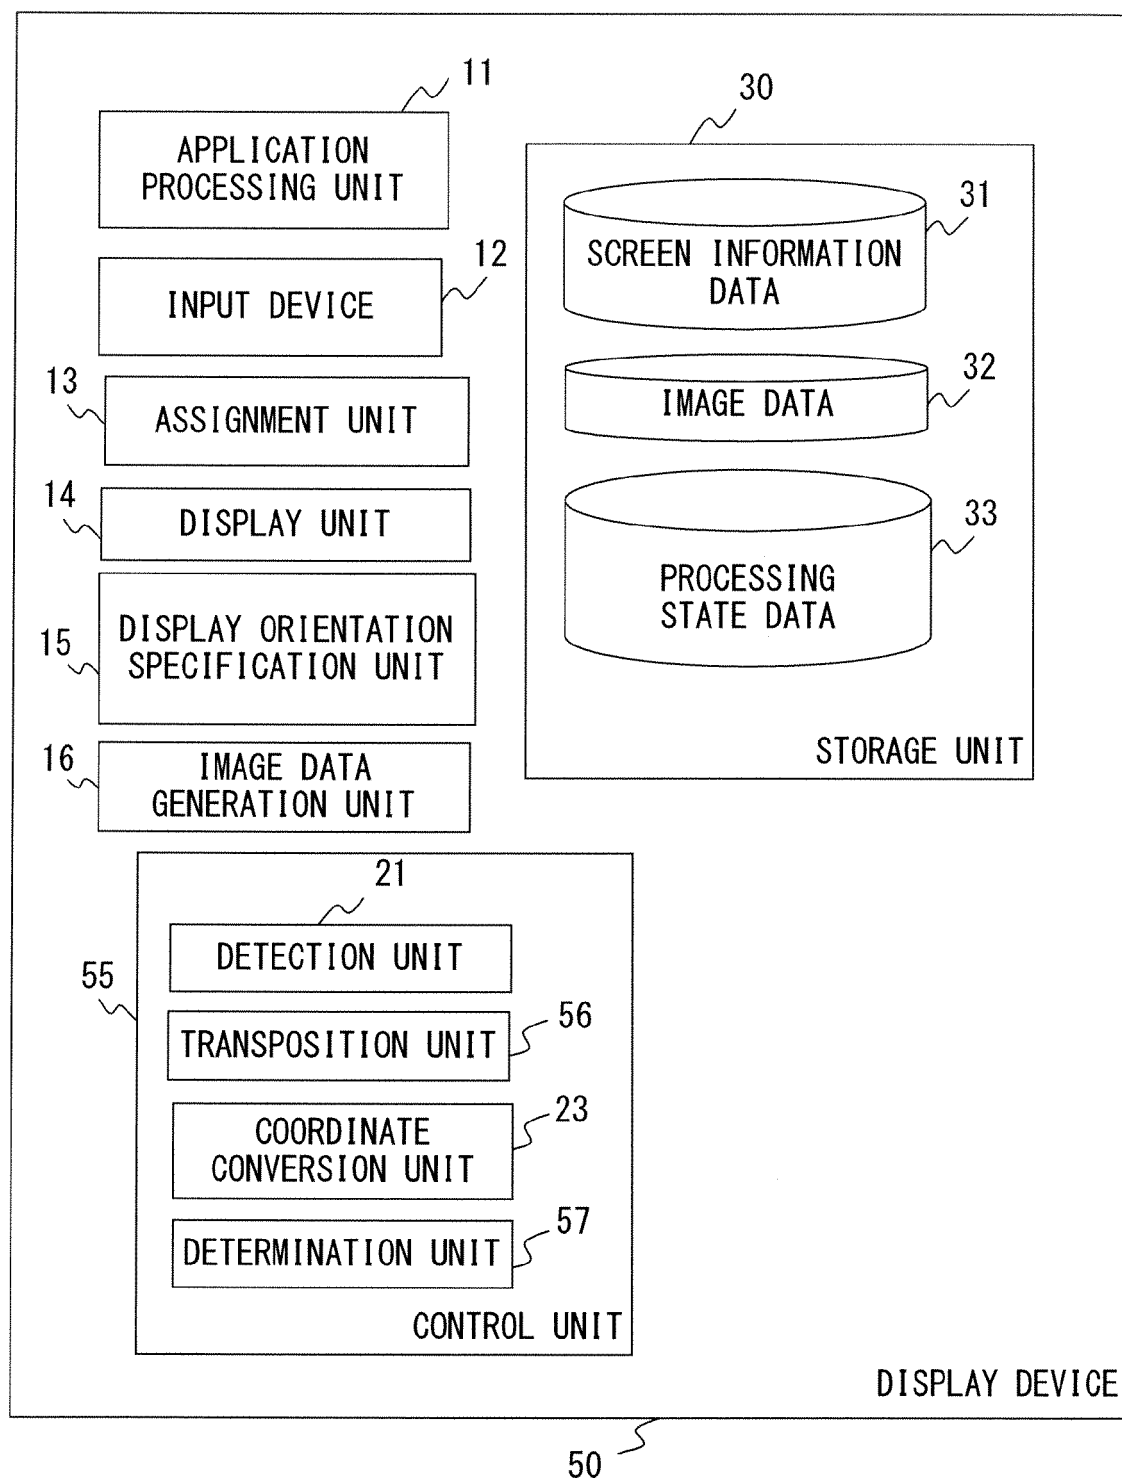 11
APPLICATION
PROCESSING UNIT
12
INPUT DEVICE
13
ASSIGNMENT UNIT
14
DISPLAY UNIT
15
DISPLAY ORIENTATION
SPECIFICATION UNIT
16
IMAGE DATA
GENERATION UNIT
30
31
SCREEN INFORMATION
DATA
32
IMAGE DATA
33
PROCESSING
STATE DATA
STORAGE UNIT
55
21
DETECTION UNIT
56
TRANSPOSITION UNIT
23
COORDINATE
CONVERSION UNIT
57
DETERMINATION UNIT
CONTROL UNIT
DISPLAY DEVICE
50